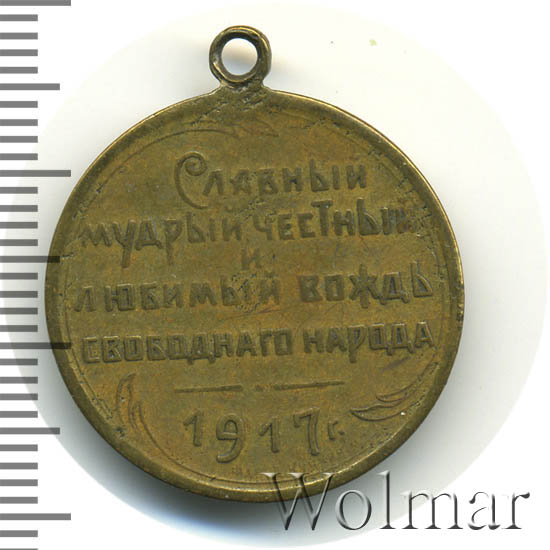 Славный
мудрый честный
и
любимый вождь
свободнаго народа
1917 г.
Wolmar